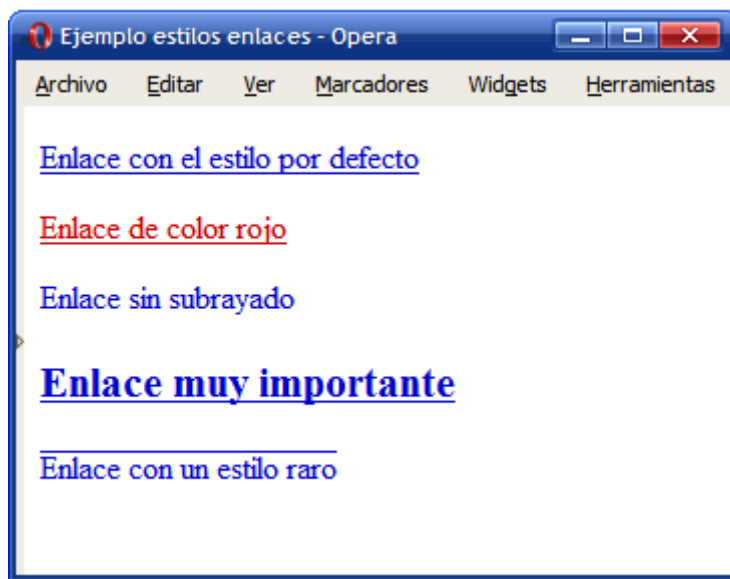 Ejemplo estilos enlaces - Opera
Archivo Editar Ver Marcadores Widgets Herramientas
Enlace con el estilo por defecto
Enlace de color rojo
Enlace sin subrayado
Enlace muy importante
Enlace con un estilo raro